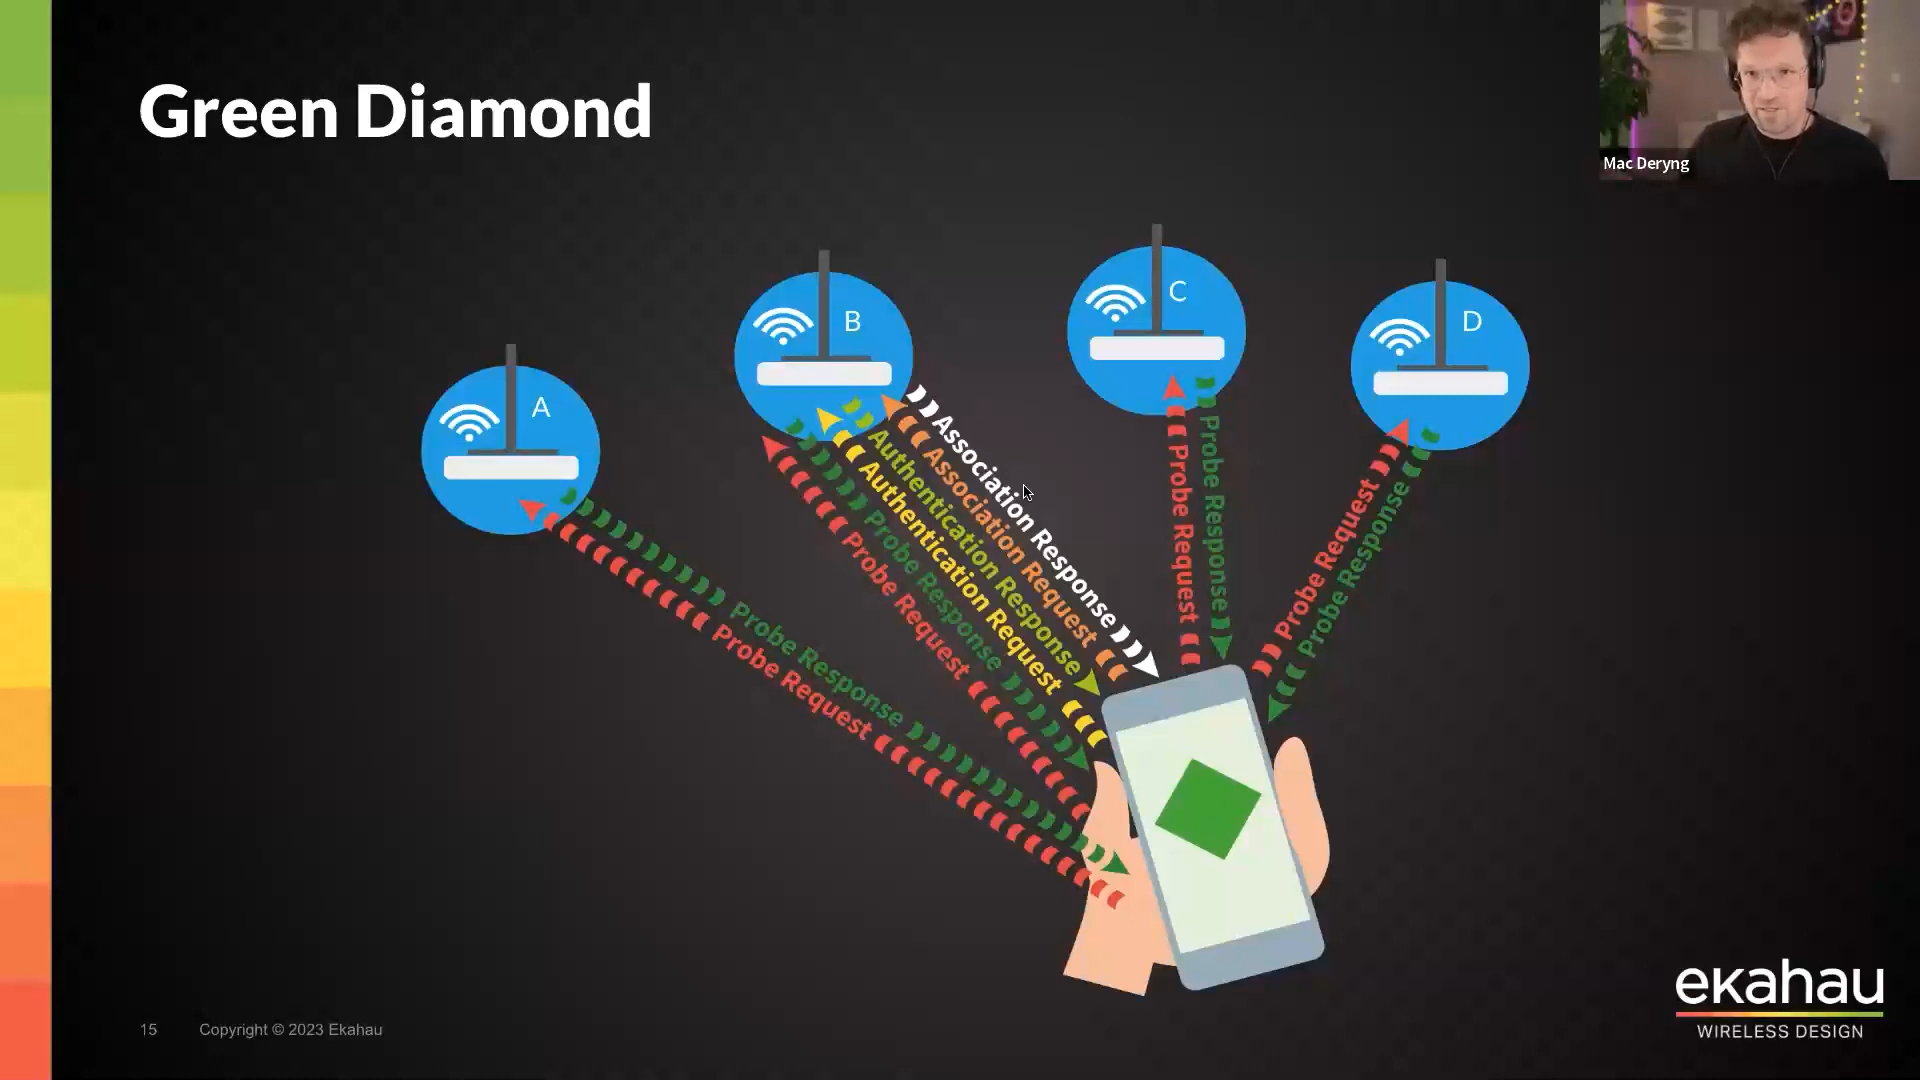 Green Diamond
Mac Deryng
A
B
C
D
Probe Response
Probe Request
Probe Request
Probe Response
Authentication Request
Authentication Response
Association Request
Association Response
Probe Request
Probe Response
Probe Request
Probe Response
15
Copyright © 2023 Ekahau
ekahau
WIRELESS DESIGN